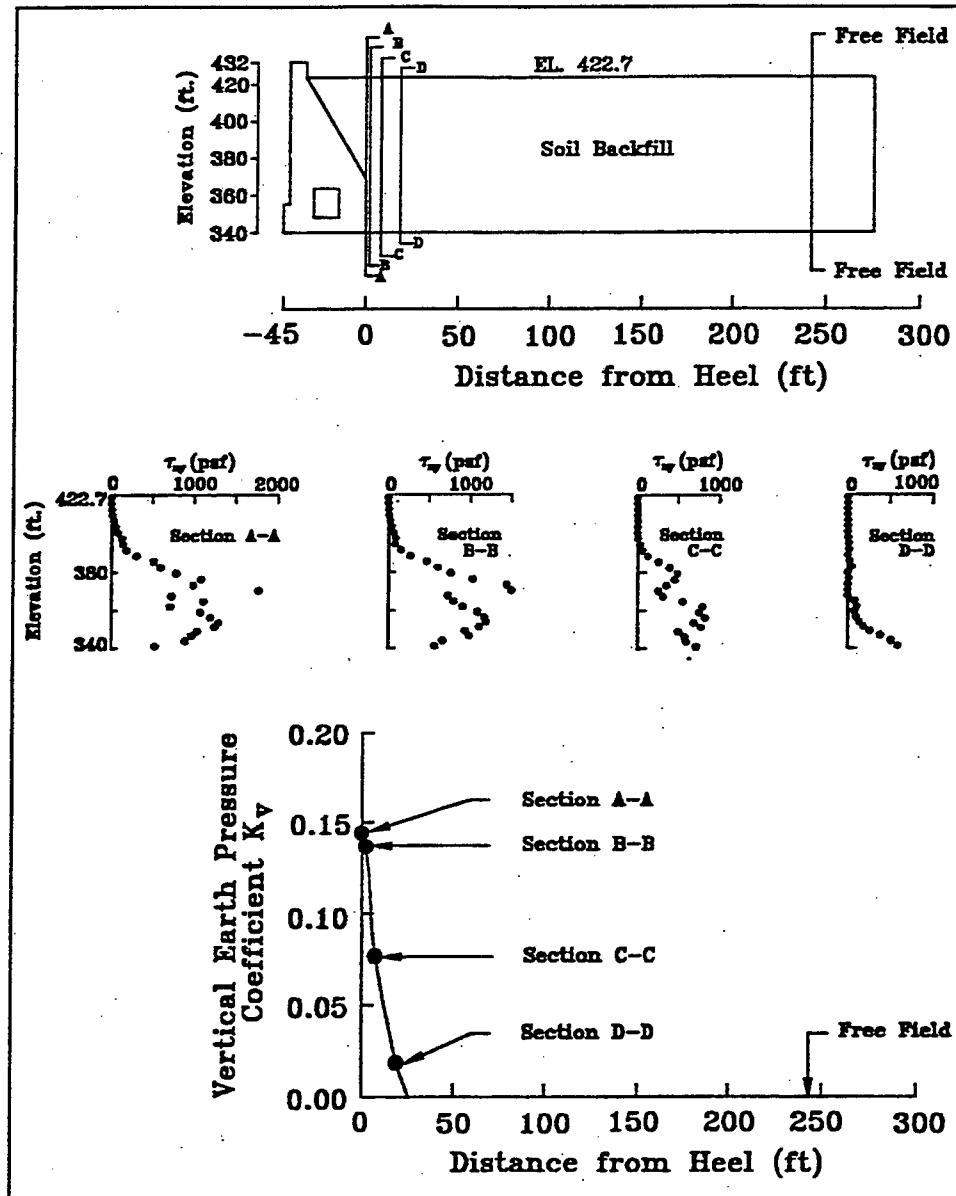 A
B
C
D
EL. 422.7
Free Field
Elevation (ft.)
432
420
400
380
360
340
Soil Backfill
D
C
B
A
Free Field
-45 0 50 100 150 200 250 300
Distance from Heel (ft)
τxy (psf)
0 1000 2000
Section A-A
τxy (psf)
0 1000
Section B-B
τxy (psf)
0 1000
Section C-C
τxy (psf)
0 1000
Section D-D
Elevation (ft.)
422.7
380
340
Vertical Earth Pressure
Coefficient Kv
0.20
0.15
0.10
0.05
0.00
Section A-A
Section B-B
Section C-C
Section D-D
Free Field
0 50 100 150 200 250 300
Distance from Heel (ft)